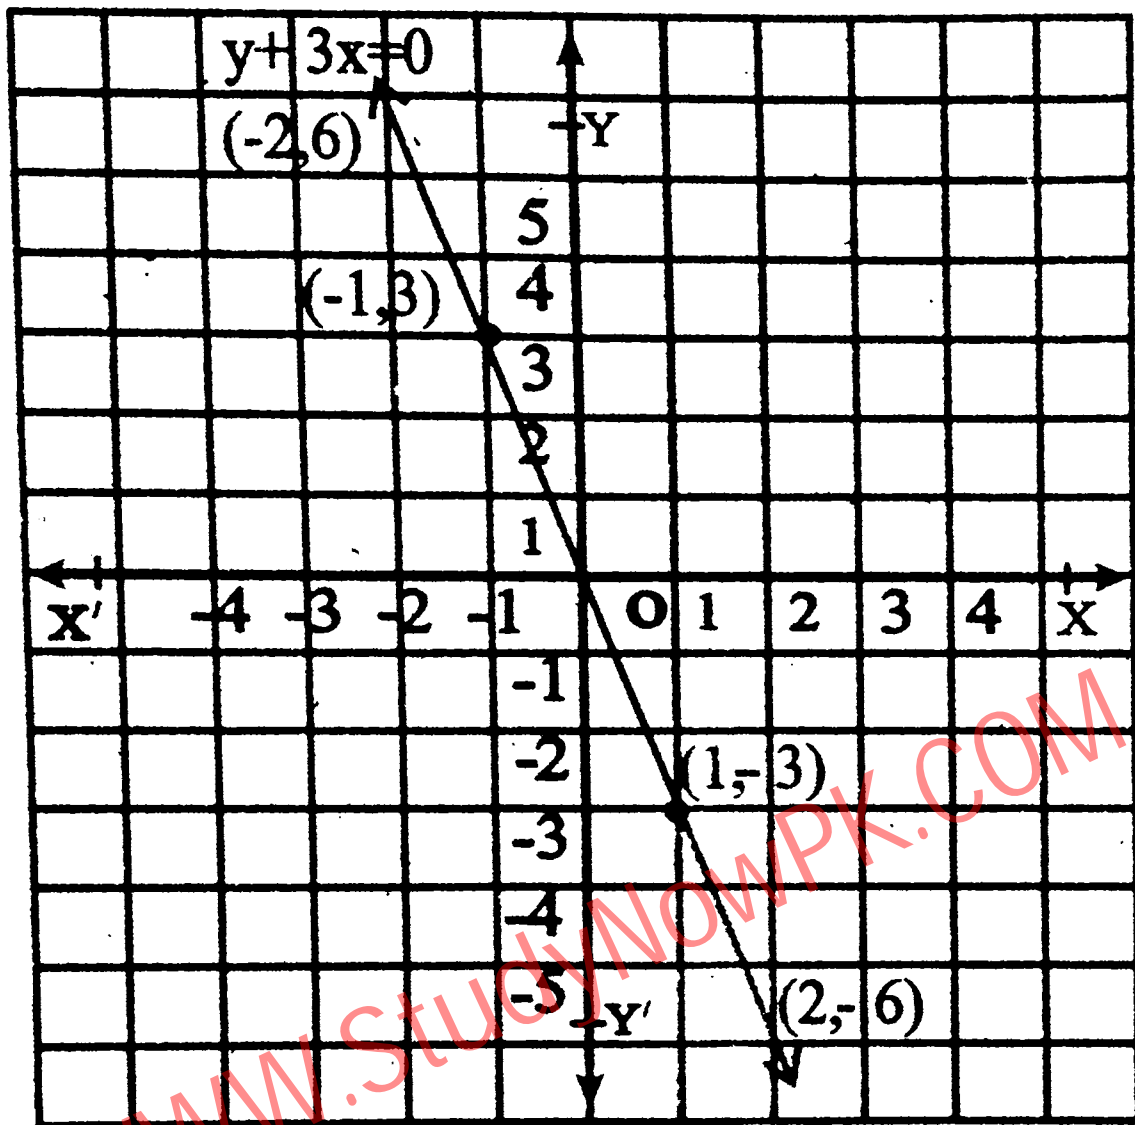 y+ 3x=0
(-2,6)
Y
5
(-1,3)
4
3
2
1
X'
-4 -3 -2 -1 O 1 2 3 4 X
-1
-2
(1,- 3)
-3
-4
-5
Y'
(2,- 6)
WWW.StudyNowPK.COM